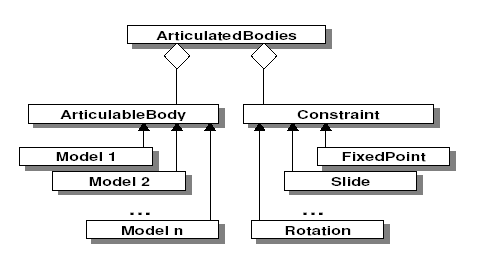 ArticulatedBodies
ArticulableBody
Constraint
Model 1
FixedPoint
Model 2
Slide
...
...
Model n
Rotation